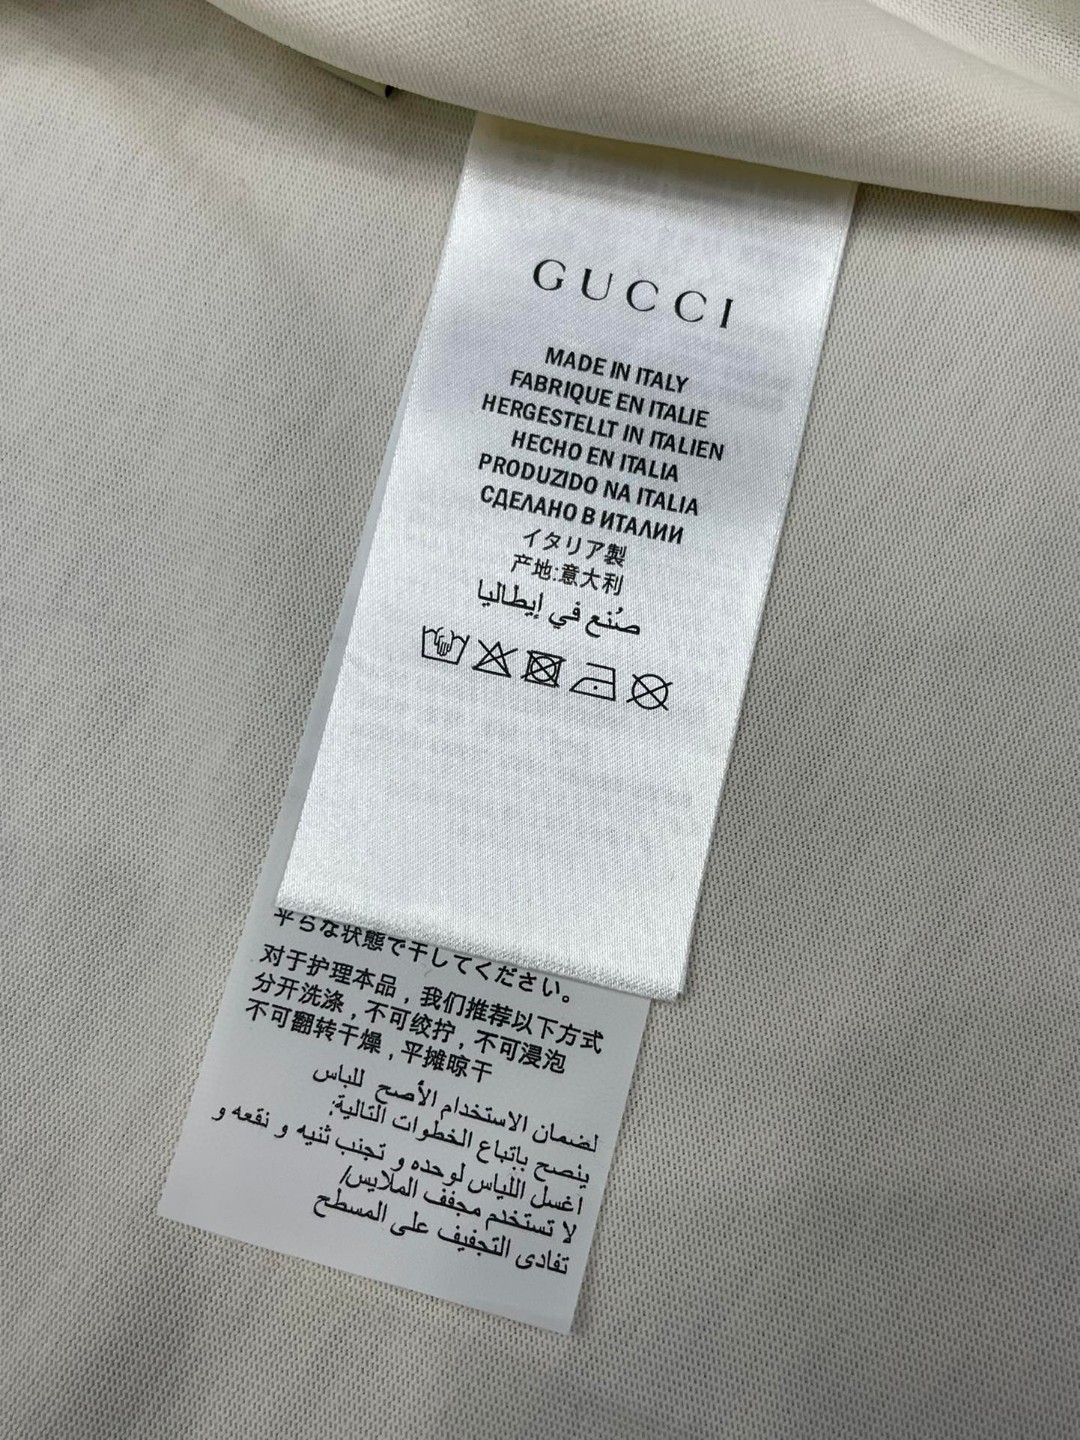 GUCCI
MADE IN ITALY
FABRIQUE EN ITALIE
HERGESTELLT IN ITALIEN
HECHO EN ITALIA
PRODUZIDO NA ITALIA
СДЕЛАНО В ИТАЛИИ
イタリア製
产地:意大利
صُنع في إيطاليا
平らな状態で干してください。
对于护理本品，我们推荐以下方式
分开洗涤，不可绞拧，不可浸泡
不可翻转干燥，平摊晾干
لضمان الاستخدام الأصح للباس
ينصح باتباع الخطوات التالية:
اغسل اللباس لوحده و تجنب ثنيه و نقعه و
لا تستخدم مجفف الملابس/
تفادى التجفيف على المسطح